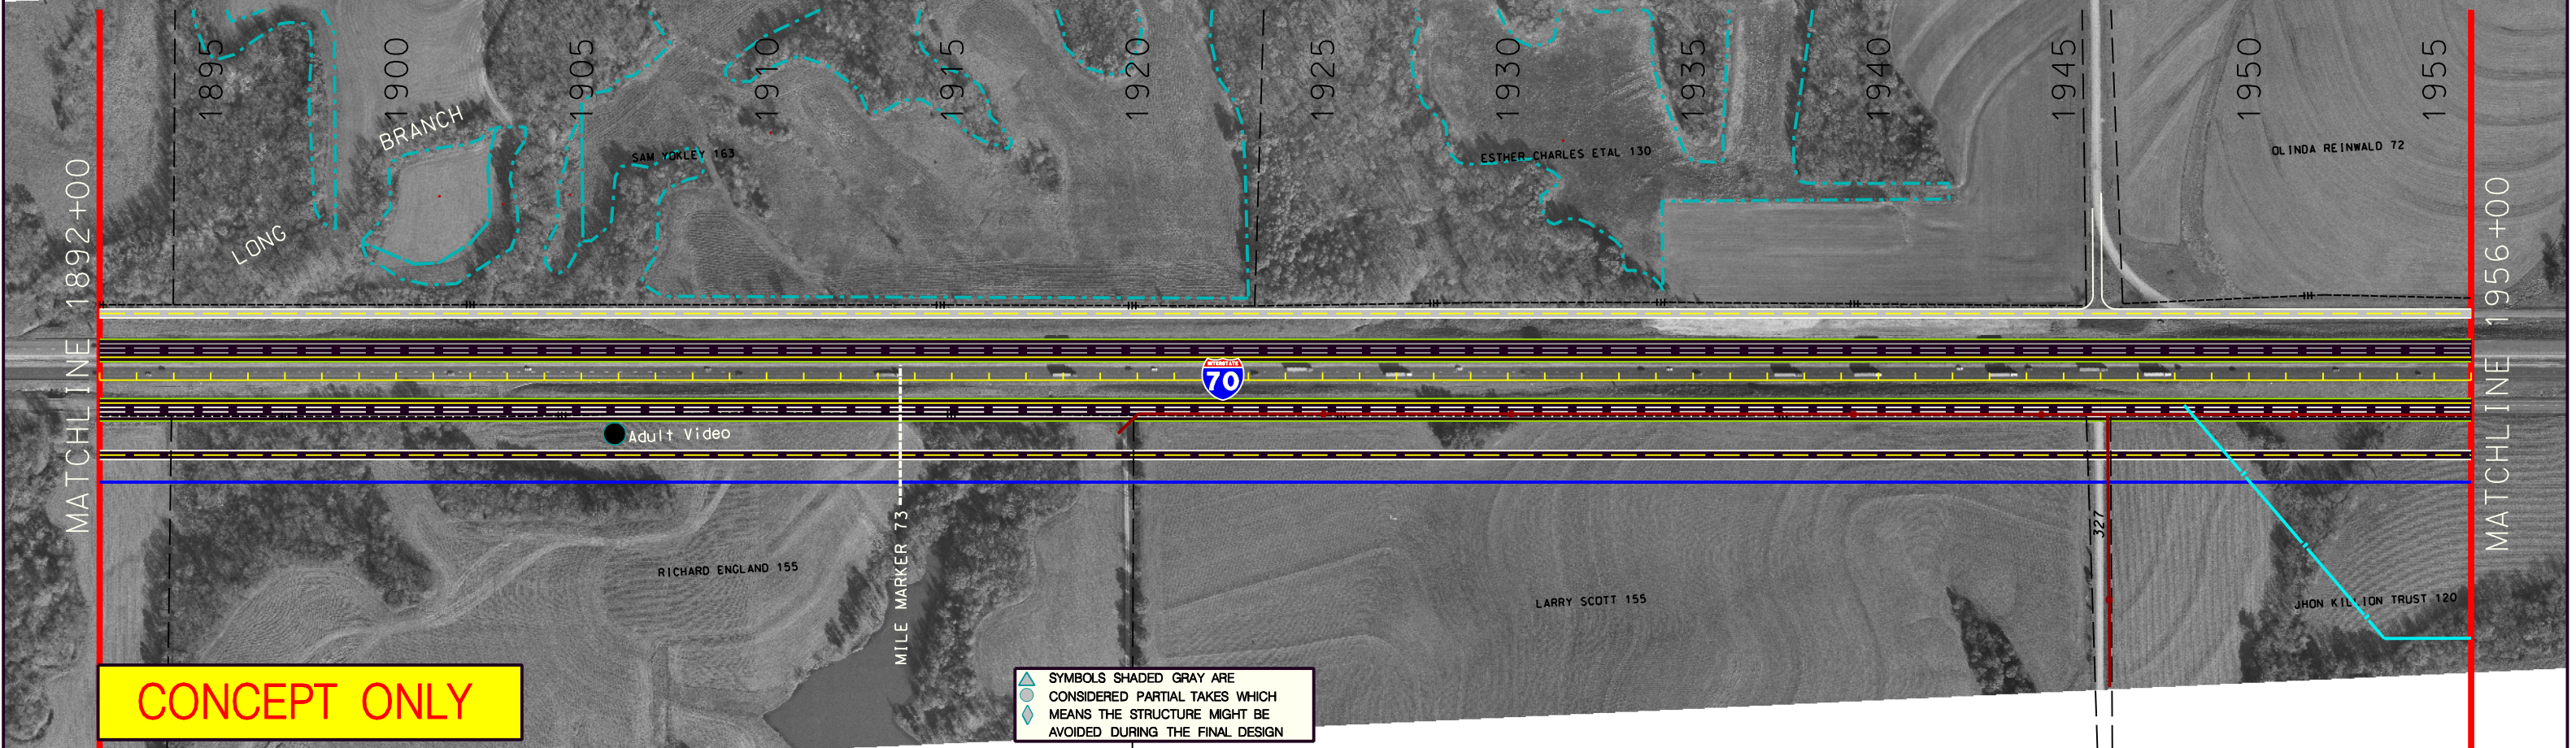 1895
1900
1905
1910
1915
1920
1925
1930
1935
1940
1945
1950
1955
BRANCH
LONG
SAM YOKLEY 163
ESTHER CHARLES ETAL 130
OLINDA REINWALD 72
MATCHLINE 1892+00
MATCHLINE 1956+00
INTERSTATE
70
Adult Video
MILE MARKER 73
327
RICHARD ENGLAND 155
LARRY SCOTT 155
JHON KILLION TRUST 120
CONCEPT ONLY
SYMBOLS SHADED GRAY ARE
CONSIDERED PARTIAL TAKES WHICH
MEANS THE STRUCTURE MIGHT BE
AVOIDED DURING THE FINAL DESIGN